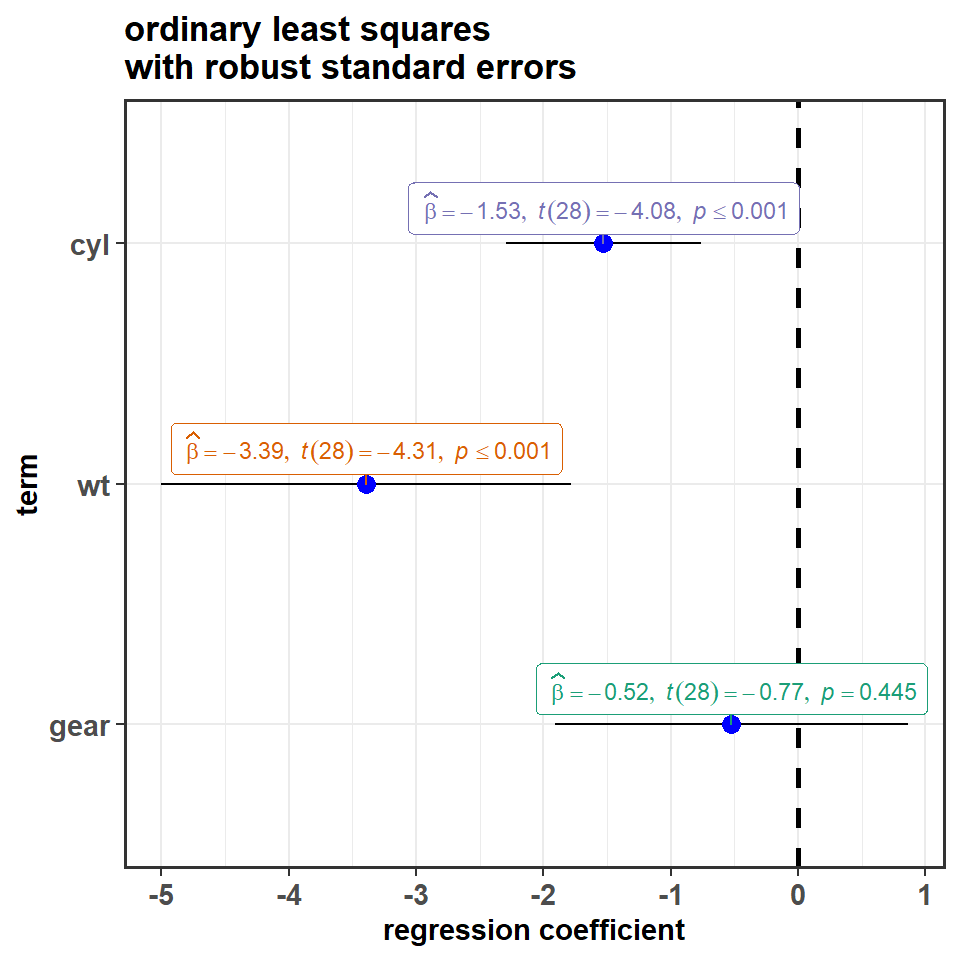 ordinary least squares
with robust standard errors
β̂ = −1.53, t(28) = −4.08, p ≤ 0.001
cyl
β̂ = −3.39, t(28) = −4.31, p ≤ 0.001
wt
term
β̂ = −0.52, t(28) = −0.77, p = 0.445
gear
-5 -4 -3 -2 -1 0 1
regression coefficient